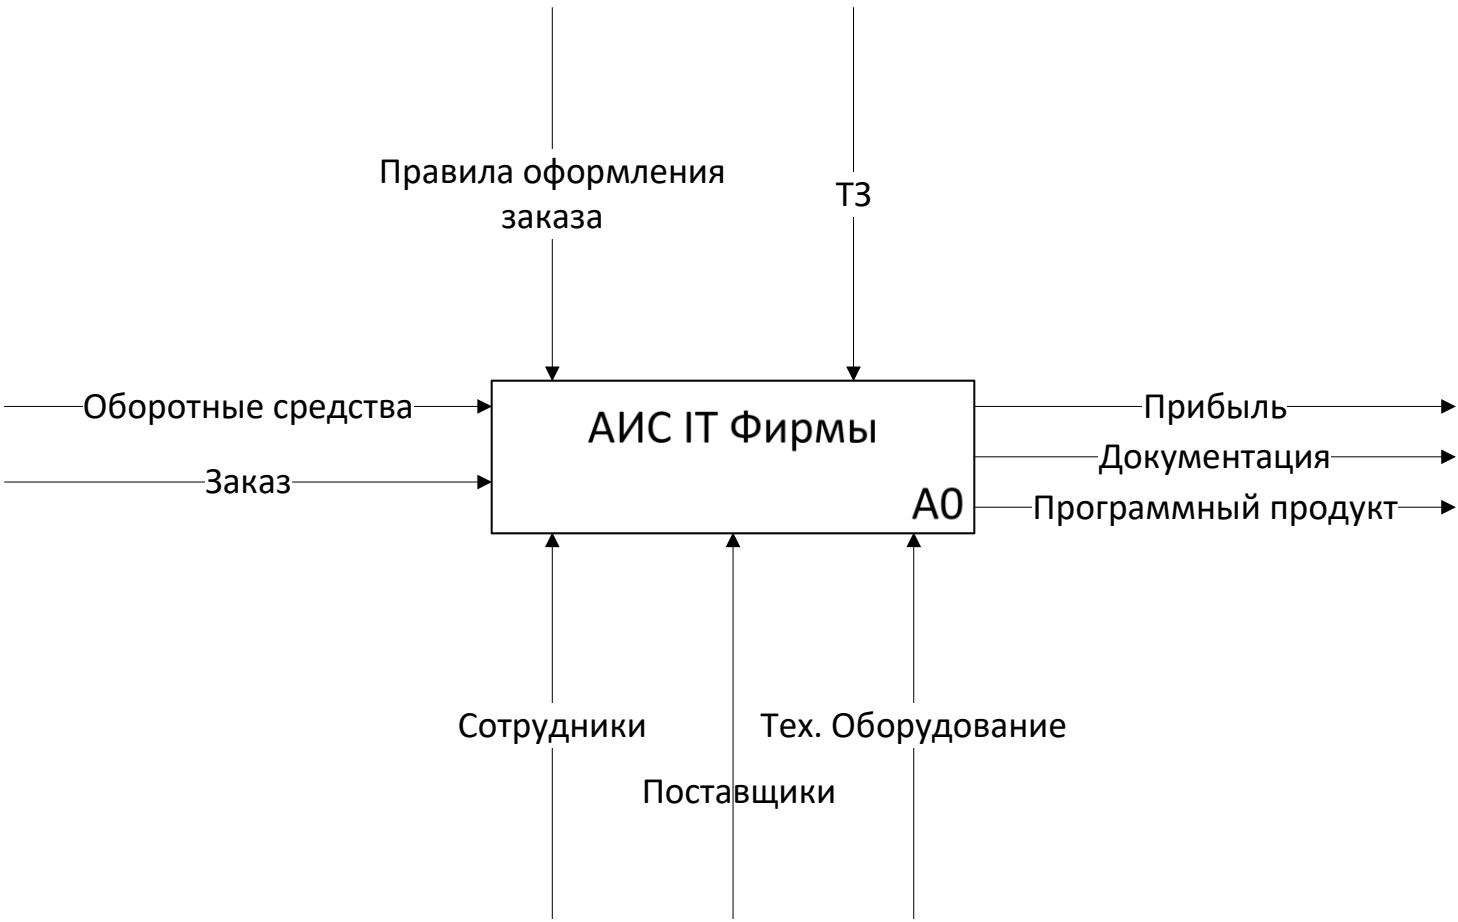 Правила оформления
заказа
ТЗ
Оборотные средства
Заказ
АИС IT Фирмы
А0
Прибыль
Документация
Программный продукт
Сотрудники
Тех. Оборудование
Поставщики